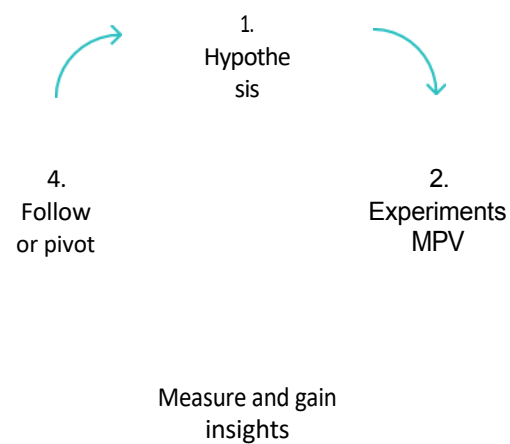 1.
Hypothe
sis
2.
Experiments
MPV
Measure and gain
insights
4.
Follow
or pivot